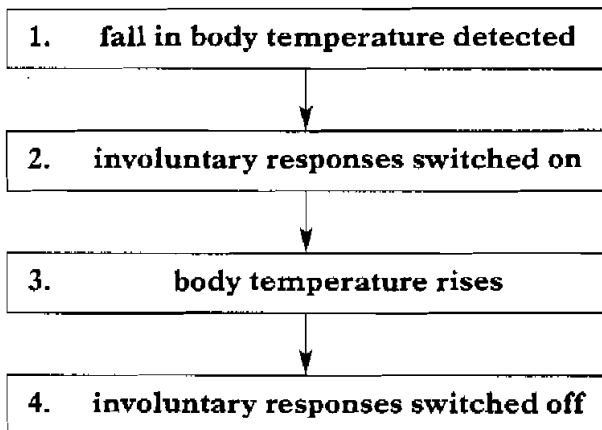 1. fall in body temperature detected
2. involuntary responses switched on
3. body temperature rises
4. involuntary responses switched off